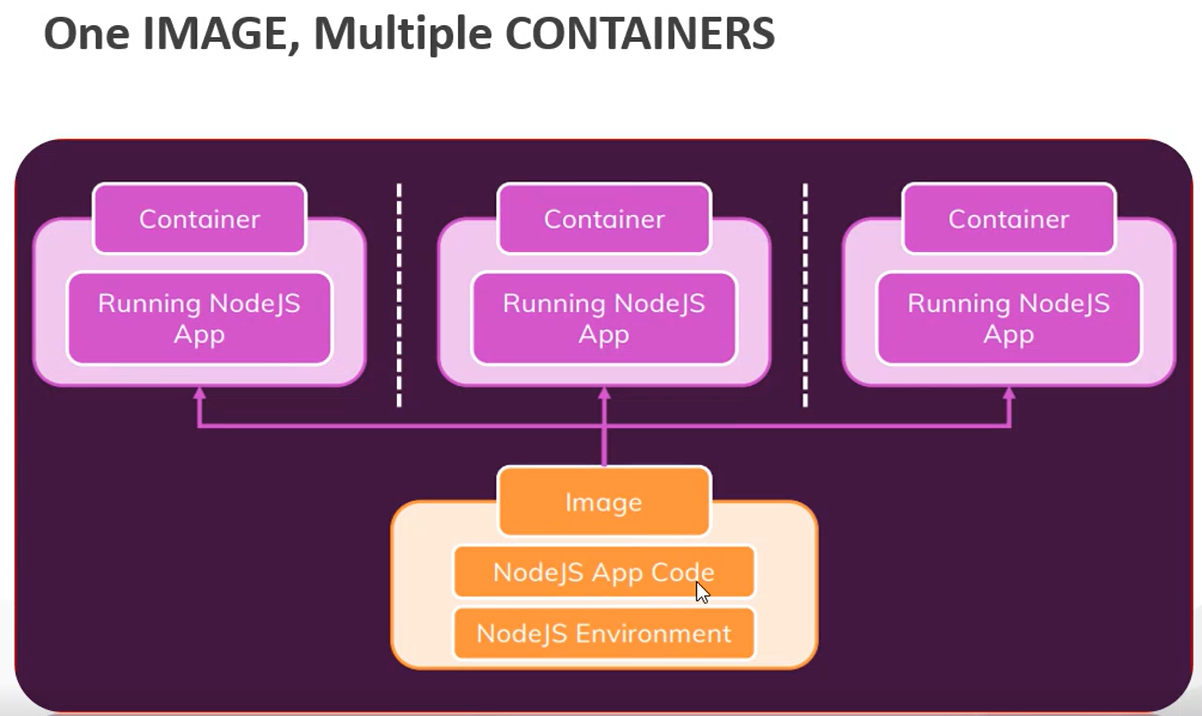 One IMAGE, Multiple CONTAINERS
Container
Container
Container
Running NodeJS
App
Running NodeJS
App
Running NodeJS
App
Image
NodeJS App Code
NodeJS Environment